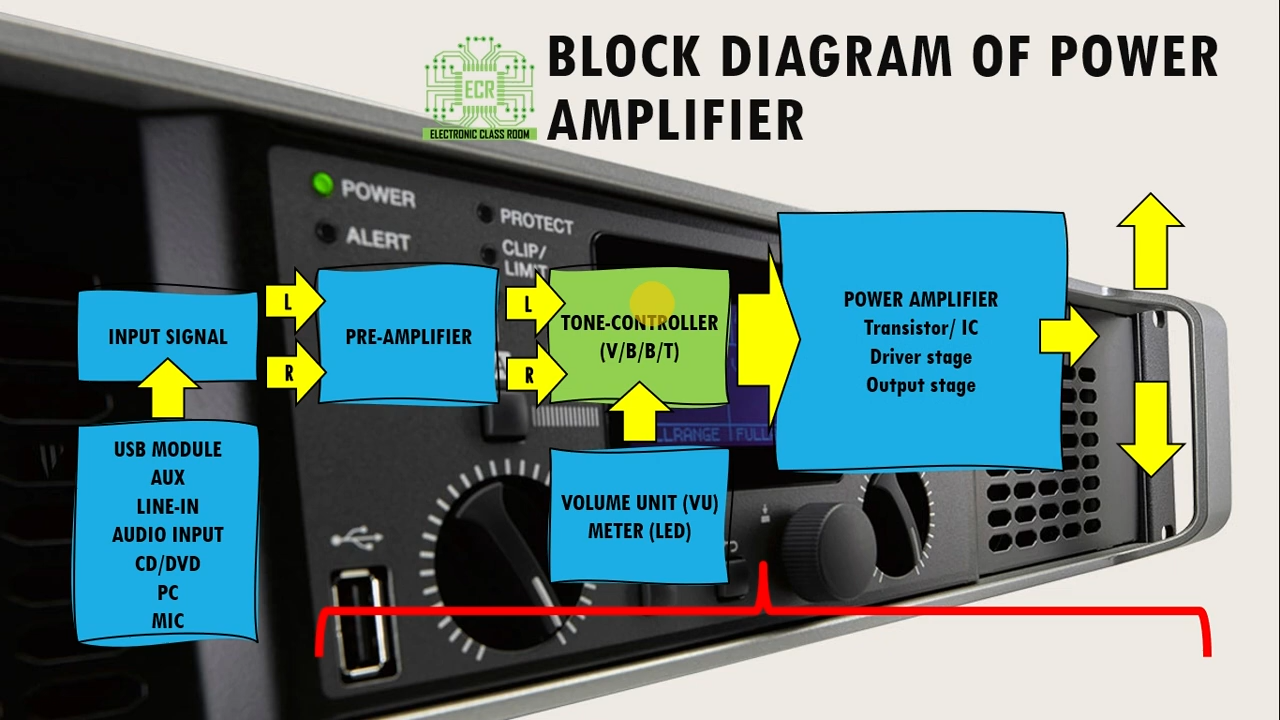 BLOCK DIAGRAM OF POWER
AMPLIFIER
ECR
ELECTRONIC CLASS ROOM
POWER
ALERT
PROTECT
CLIP/
LIMIT
INPUT SIGNAL
L
R
PRE-AMPLIFIER
L
R
TONE-CONTROLLER
(V/B/B/T)
POWER AMPLIFIER
Transistor/ IC
Driver stage
Output stage
USB MODULE
AUX
LINE-IN
AUDIO INPUT
CD/DVD
PC
MIC
VOLUME UNIT (VU)
METER (LED)